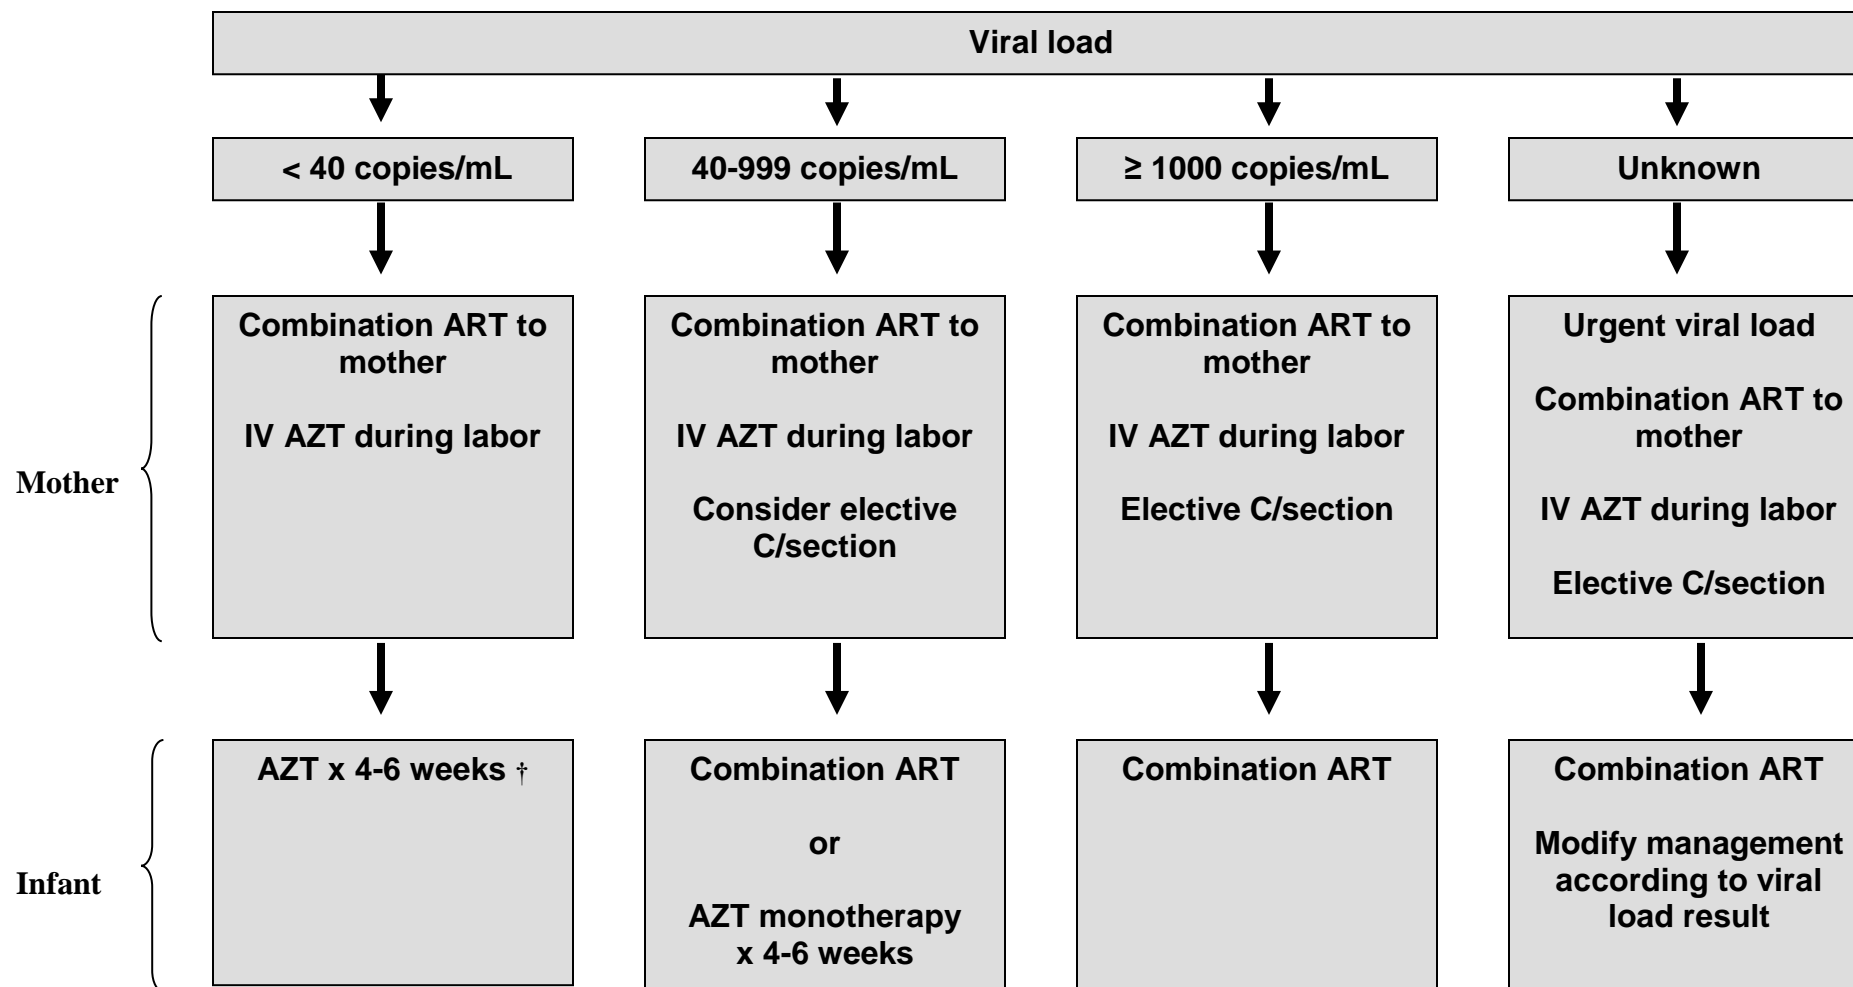 Viral load
< 40 copies/mL
40-999 copies/mL
≥ 1000 copies/mL
Unknown
Mother
Combination ART to
mother
IV AZT during labor
Combination ART to
mother
IV AZT during labor
Consider elective
C/section
Combination ART to
mother
IV AZT during labor
Elective C/section
Urgent viral load
Combination ART to
mother
IV AZT during labor
Elective C/section
Infant
AZT x 4-6 weeks †
Combination ART
or
AZT monotherapy
x 4-6 weeks
Combination ART
Combination ART
Modify management
according to viral
load result